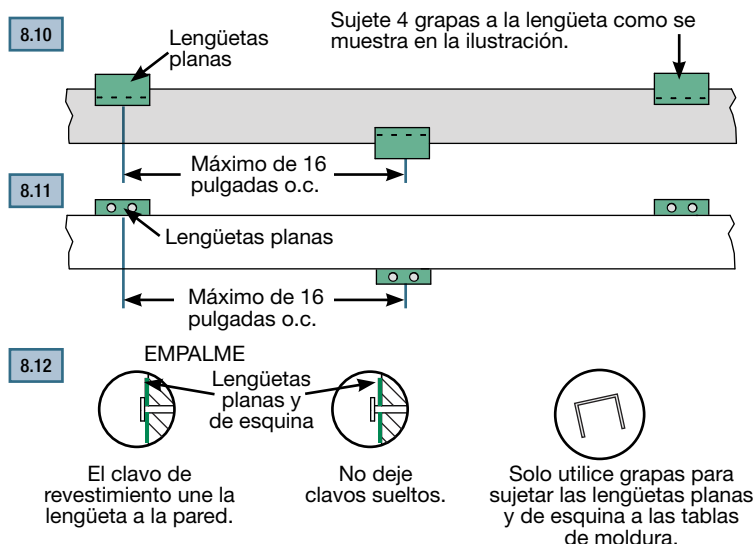 8.10
Lengüetas
planas
Sujete 4 grapas a la lengüeta como se
muestra en la ilustración.
Máximo de 16
pulgadas o.c.
8.11
Lengüetas planas
Máximo de 16
pulgadas o.c.
8.12
EMPALME
Lengüetas
planas y
de esquina
El clavo de
revestimiento une la
lengüeta a la pared.
No deje
clavos sueltos.
Solo utilice grapas para
sujetar las lengüetas planas
y de esquina a las tablas
de moldura.